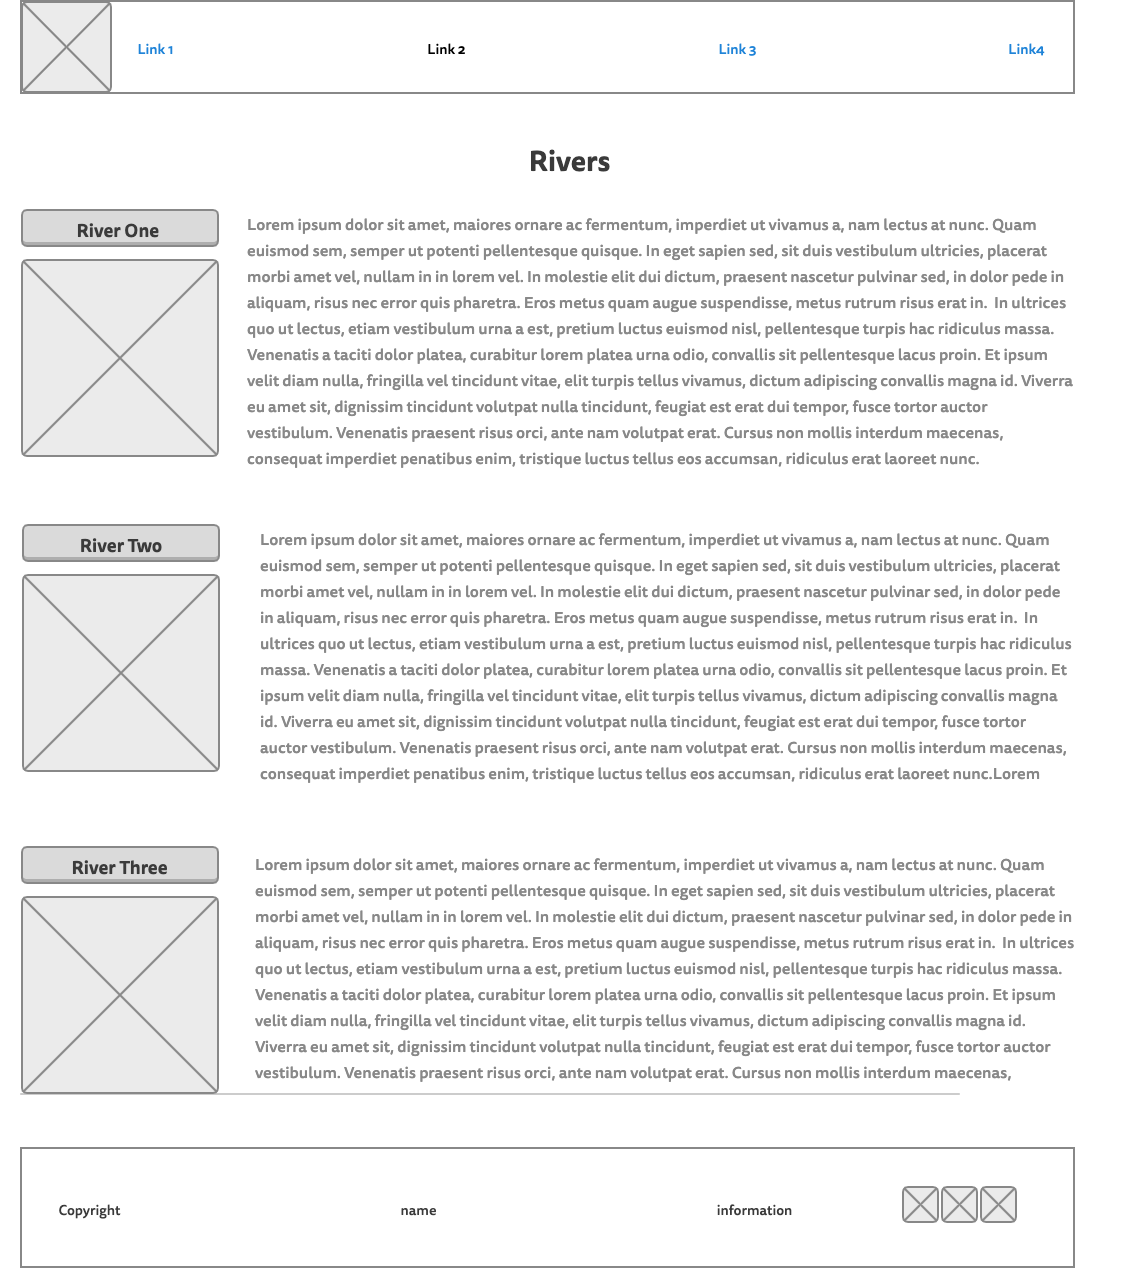 Link 1
Link 2
Link 3
Link4
Rivers
River One
Lorem ipsum dolor sit amet, maiores ornare ac fermentum, imperdiet ut vivamus a, nam lectus at nunc. Quam
euismod sem, semper ut potenti pellentesque quisque. In eget sapien sed, sit duis vestibulum ultricies, placerat
morbi amet vel, nullam in in lorem vel. In molestie elit dui dictum, praesent nascetur pulvinar sed, in dolor pede in
aliquam, risus nec error quis pharetra. Eros metus quam augue suspendisse, metus rutrum risus erat in.  In ultrices
quo ut lectus, etiam vestibulum urna a est, pretium luctus euismod nisl, pellentesque turpis hac ridiculus massa.
Venenatis a taciti dolor platea, curabitur lorem platea urna odio, convallis sit pellentesque lacus proin. Et ipsum
velit diam nulla, fringilla vel tincidunt vitae, elit turpis tellus vivamus, dictum adipiscing convallis magna id. Viverra
eu amet sit, dignissim tincidunt volutpat nulla tincidunt, feugiat est erat dui tempor, fusce tortor auctor
vestibulum. Venenatis praesent risus orci, ante nam volutpat erat. Cursus non mollis interdum maecenas,
consequat imperdiet penatibus enim, tristique luctus tellus eos accumsan, ridiculus erat laoreet nunc.
River Two
Lorem ipsum dolor sit amet, maiores ornare ac fermentum, imperdiet ut vivamus a, nam lectus at nunc. Quam
euismod sem, semper ut potenti pellentesque quisque. In eget sapien sed, sit duis vestibulum ultricies, placerat
morbi amet vel, nullam in in lorem vel. In molestie elit dui dictum, praesent nascetur pulvinar sed, in dolor pede
in aliquam, risus nec error quis pharetra. Eros metus quam augue suspendisse, metus rutrum risus erat in.  In
ultrices quo ut lectus, etiam vestibulum urna a est, pretium luctus euismod nisl, pellentesque turpis hac ridiculus
massa. Venenatis a taciti dolor platea, curabitur lorem platea urna odio, convallis sit pellentesque lacus proin. Et
ipsum velit diam nulla, fringilla vel tincidunt vitae, elit turpis tellus vivamus, dictum adipiscing convallis magna
id. Viverra eu amet sit, dignissim tincidunt volutpat nulla tincidunt, feugiat est erat dui tempor, fusce tortor
auctor vestibulum. Venenatis praesent risus orci, ante nam volutpat erat. Cursus non mollis interdum maecenas,
consequat imperdiet penatibus enim, tristique luctus tellus eos accumsan, ridiculus erat laoreet nunc.Lorem
River Three
Lorem ipsum dolor sit amet, maiores ornare ac fermentum, imperdiet ut vivamus a, nam lectus at nunc. Quam
euismod sem, semper ut potenti pellentesque quisque. In eget sapien sed, sit duis vestibulum ultricies, placerat
morbi amet vel, nullam in in lorem vel. In molestie elit dui dictum, praesent nascetur pulvinar sed, in dolor pede in
aliquam, risus nec error quis pharetra. Eros metus quam augue suspendisse, metus rutrum risus erat in.  In ultrices
quo ut lectus, etiam vestibulum urna a est, pretium luctus euismod nisl, pellentesque turpis hac ridiculus massa.
Venenatis a taciti dolor platea, curabitur lorem platea urna odio, convallis sit pellentesque lacus proin. Et ipsum
velit diam nulla, fringilla vel tincidunt vitae, elit turpis tellus vivamus, dictum adipiscing convallis magna id.
Viverra eu amet sit, dignissim tincidunt volutpat nulla tincidunt, feugiat est erat dui tempor, fusce tortor auctor
vestibulum. Venenatis praesent risus orci, ante nam volutpat erat. Cursus non mollis interdum maecenas,
Copyright
name
information